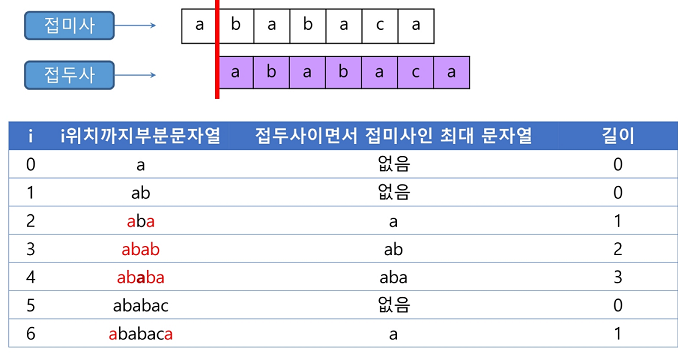 접미사 a b a b a c a
접두사 a b a b a c a
i i위치까지부분문자열 접두사이면서 접미사인 최대 문자열 길이
0 a 없음 0
1 ab 없음 0
2 aba a 1
3 abab ab 2
4 ababa aba 3
5 ababac 없음 0
6 ababaca a 1